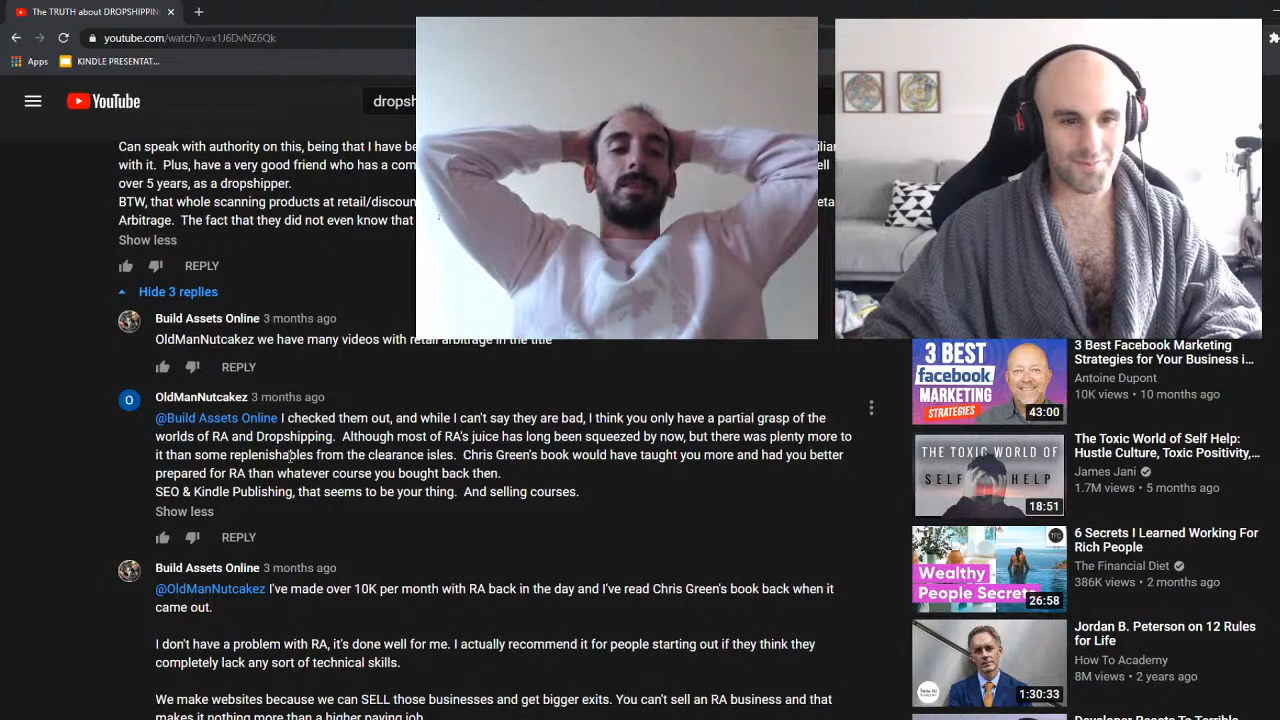 The TRUTH about DROPSHIPPING
youtube.com/watch?v=x1J6DvNZ6Qk
Apps
KINDLE PRESENTAT...
YouTube
dropsh
Can speak with authority on this, being that I have be
with it. Plus, have a very good friend who has a com
over 5 years, as a dropshipper.
BTW, that whole scanning products at retail/discou
Arbitrage. The fact that they did not even know that
Show less
REPLY
Hide 3 replies
Build Assets Online 3 months ago
OldManNutcakez we have many videos with retail arbitrage in the title
REPLY
O
OldManNutcakez 3 months ago
@Build Assets Online I checked them out, and while I can't say they are bad, I think you only have a partial grasp of the
worlds of RA and Dropshipping. Although most of RA's juice has long been squeezed by now, but there was plenty more to
it than some replenishables from the clearance isles. Chris Green's book would have taught you more and had you better
prepared for RA than whatever course you bought back then.
SEO & Kindle Publishing, that seems to be your thing. And selling courses.
Show less
REPLY
Build Assets Online 3 months ago
@OldManNutcakez I've made over 10K per month with RA back in the day and I've read Chris Green's book back when it
came out.
I don't have a problem with RA, it's done well for me. I actually recommend it for people starting out if they think they
completely lack any sort of technical skills.
We make websites because we can SELL those businesses and get bigger exits. You can't sell an RA business and that
makes it nothing more than a higher paying job
3 BEST
facebook
MARKETING
STRATEGIES
43:00
3 Best Facebook Marketing
Strategies for Your Business i...
Antoine Dupont
10K views • 10 months ago
THE TOXIC WORLD OF
SELF HELP
18:51
The Toxic World of Self Help:
Hustle Culture, Toxic Positivity,...
James Jani
1.7M views • 5 months ago
TFC
Wealthy
People Secrets
26:58
6 Secrets I Learned Working For
Rich People
The Financial Diet
386K views • 2 months ago
how to
ACADEMY
1:30:33
Jordan B. Peterson on 12 Rules
for Life
How To Academy
8M views • 2 years ago